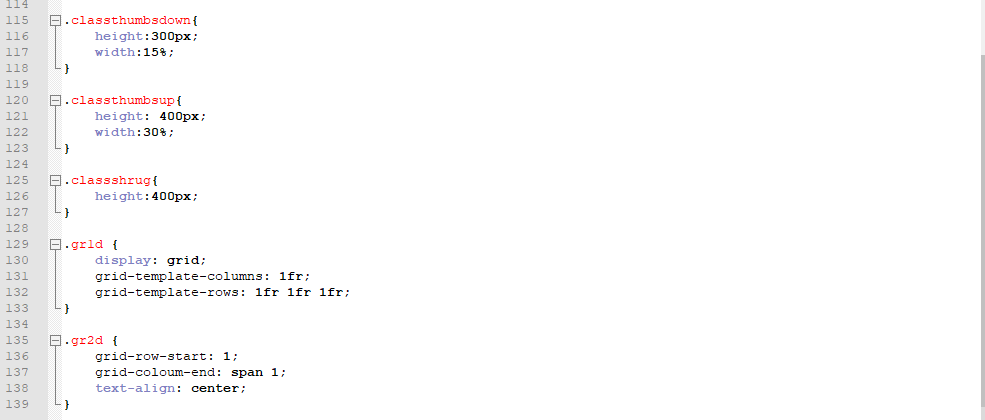 114
115 .classthumbsdown{
116 height:300px;
117 width:15%;
118 }
119
120 .classthumbsup{
121 height: 400px;
122 width:30%;
123 }
124
125 .classshrug{
126 height:400px;
127 }
128
129 .gr1d {
130 display: grid;
131 grid-template-columns: 1fr;
132 grid-template-rows: 1fr 1fr 1fr;
133 }
134
135 .gr2d {
136 grid-row-start: 1;
137 grid-coloum-end: span 1;
138 text-align: center;
139 }